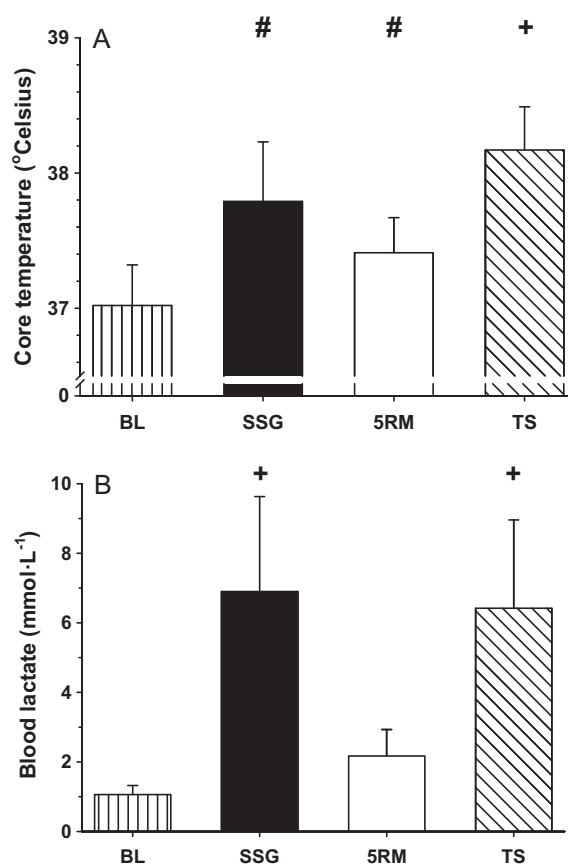 A
# # +
Core temperature (°Celsius)
39
38
37
0
BL SSG 5RM TS
B
+ +
Blood lactate (mmol·L⁻¹)
10
8
6
4
2
0
BL SSG 5RM TS